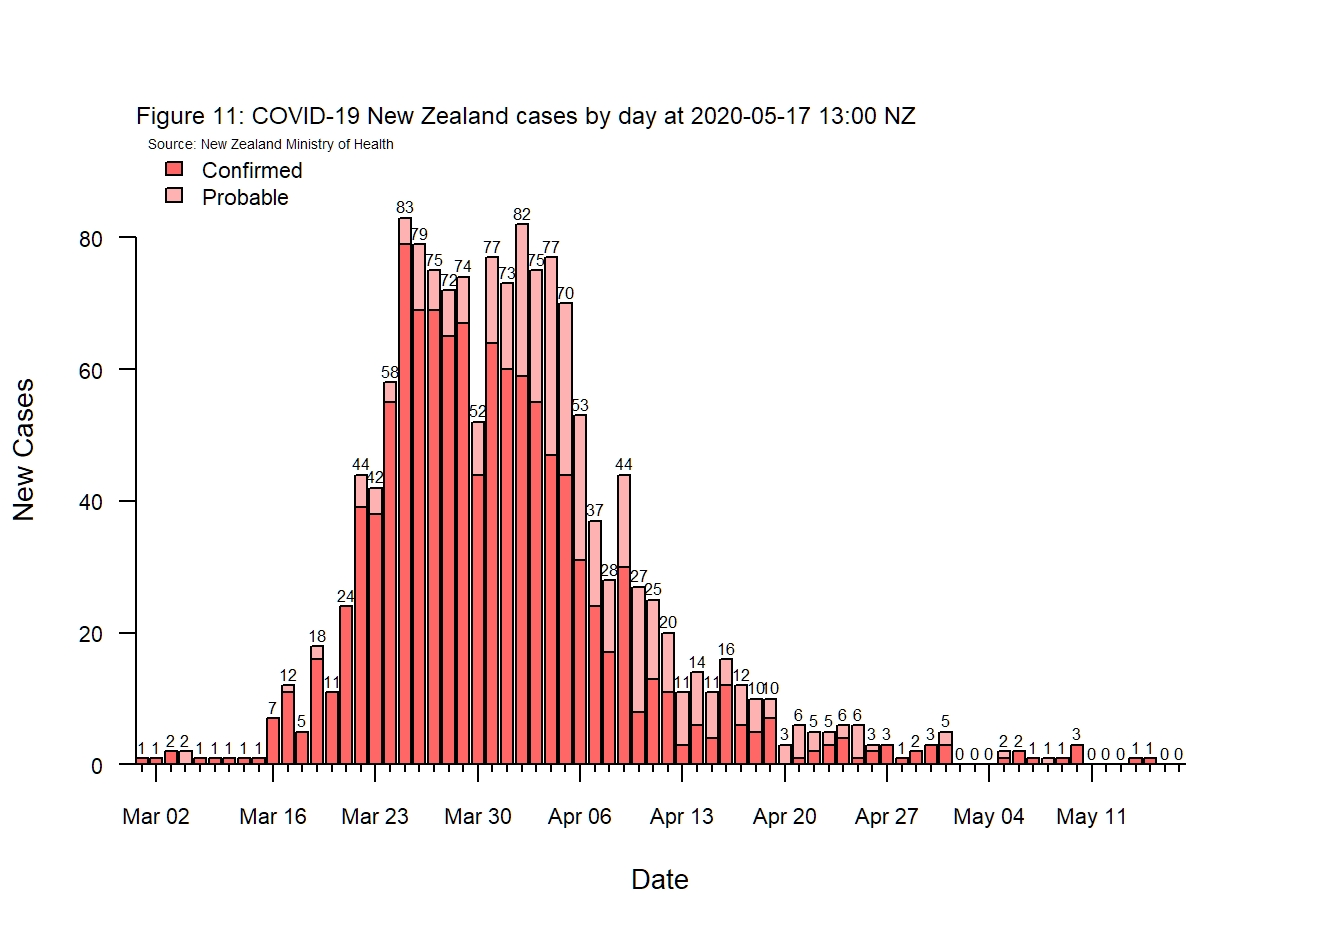 Figure 11: COVID-19 New Zealand cases by day at 2020-05-17 13:00 NZ
Source: New Zealand Ministry of Health
Confirmed
Probable
New Cases
80
60
40
20
0
1 1 2 2 1 1 1 1 1 7 12 5 18 11 24 44 42 58 83 79 75 72 74 52 77 73 82 75 77 70 53 37 28 44 27 25 20 11 14 11 16 12 10 10 3 6 5 5 6 6 3 3 1 2 3 5 0 0 0 2 2 1 1 1 3 0 0 0 1 1 0 0
Mar 02 Mar 16 Mar 23 Mar 30 Apr 06 Apr 13 Apr 20 Apr 27 May 04 May 11
Date